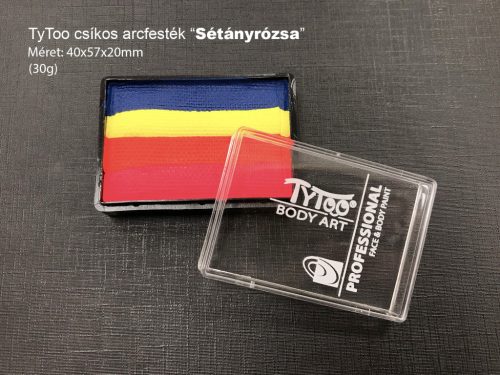 TyToo csíkos arcfesték “Sétányrózsa”
Méret: 40x57x20mm
(30g)
TyToo
BODY ART
PROFESSIONAL
FACE & BODY PAINT